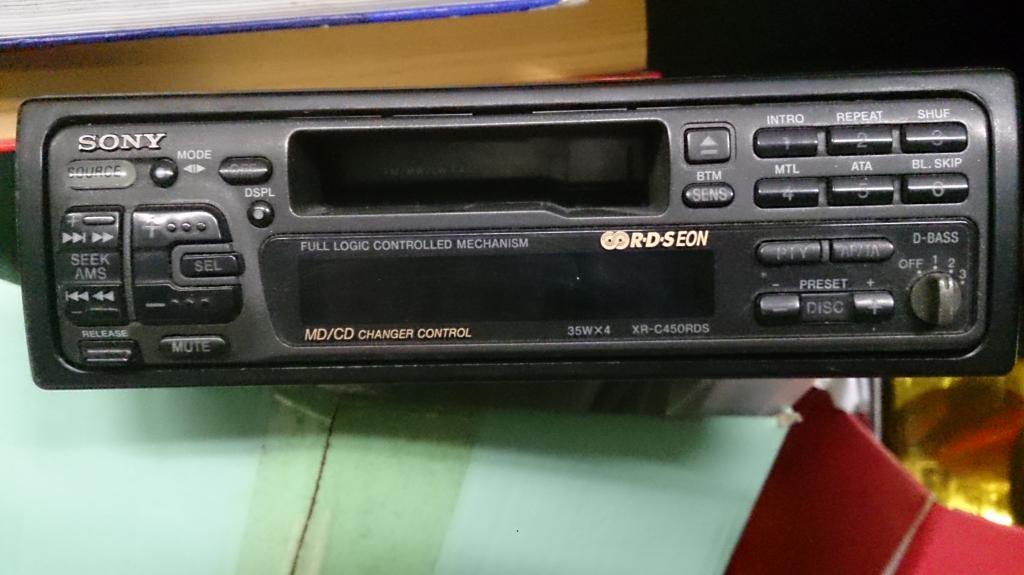 SONY
SOURCE
MODE
OFF
DSPL
SEEK
AMS
SEL
RELEASE
MUTE
BTM
SENS
INTRO REPEAT SHUF
1 2 3
MTL ATA BL.SKIP
4 5 6
FULL LOGIC CONTROLLED MECHANISM
R·D·S EON
MD/CD CHANGER CONTROL
35W×4 XR-C450RDS
PTY AF/TA
- PRESET +
- DISC +
D-BASS
OFF 1 2 3